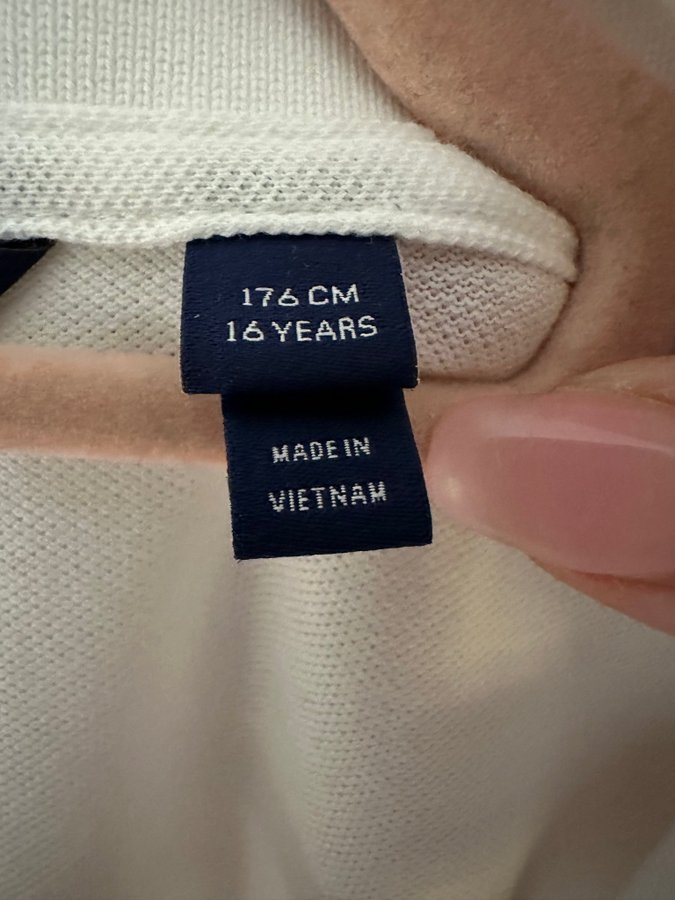 176 CM
16 YEARS
MADE IN
VIETNAM